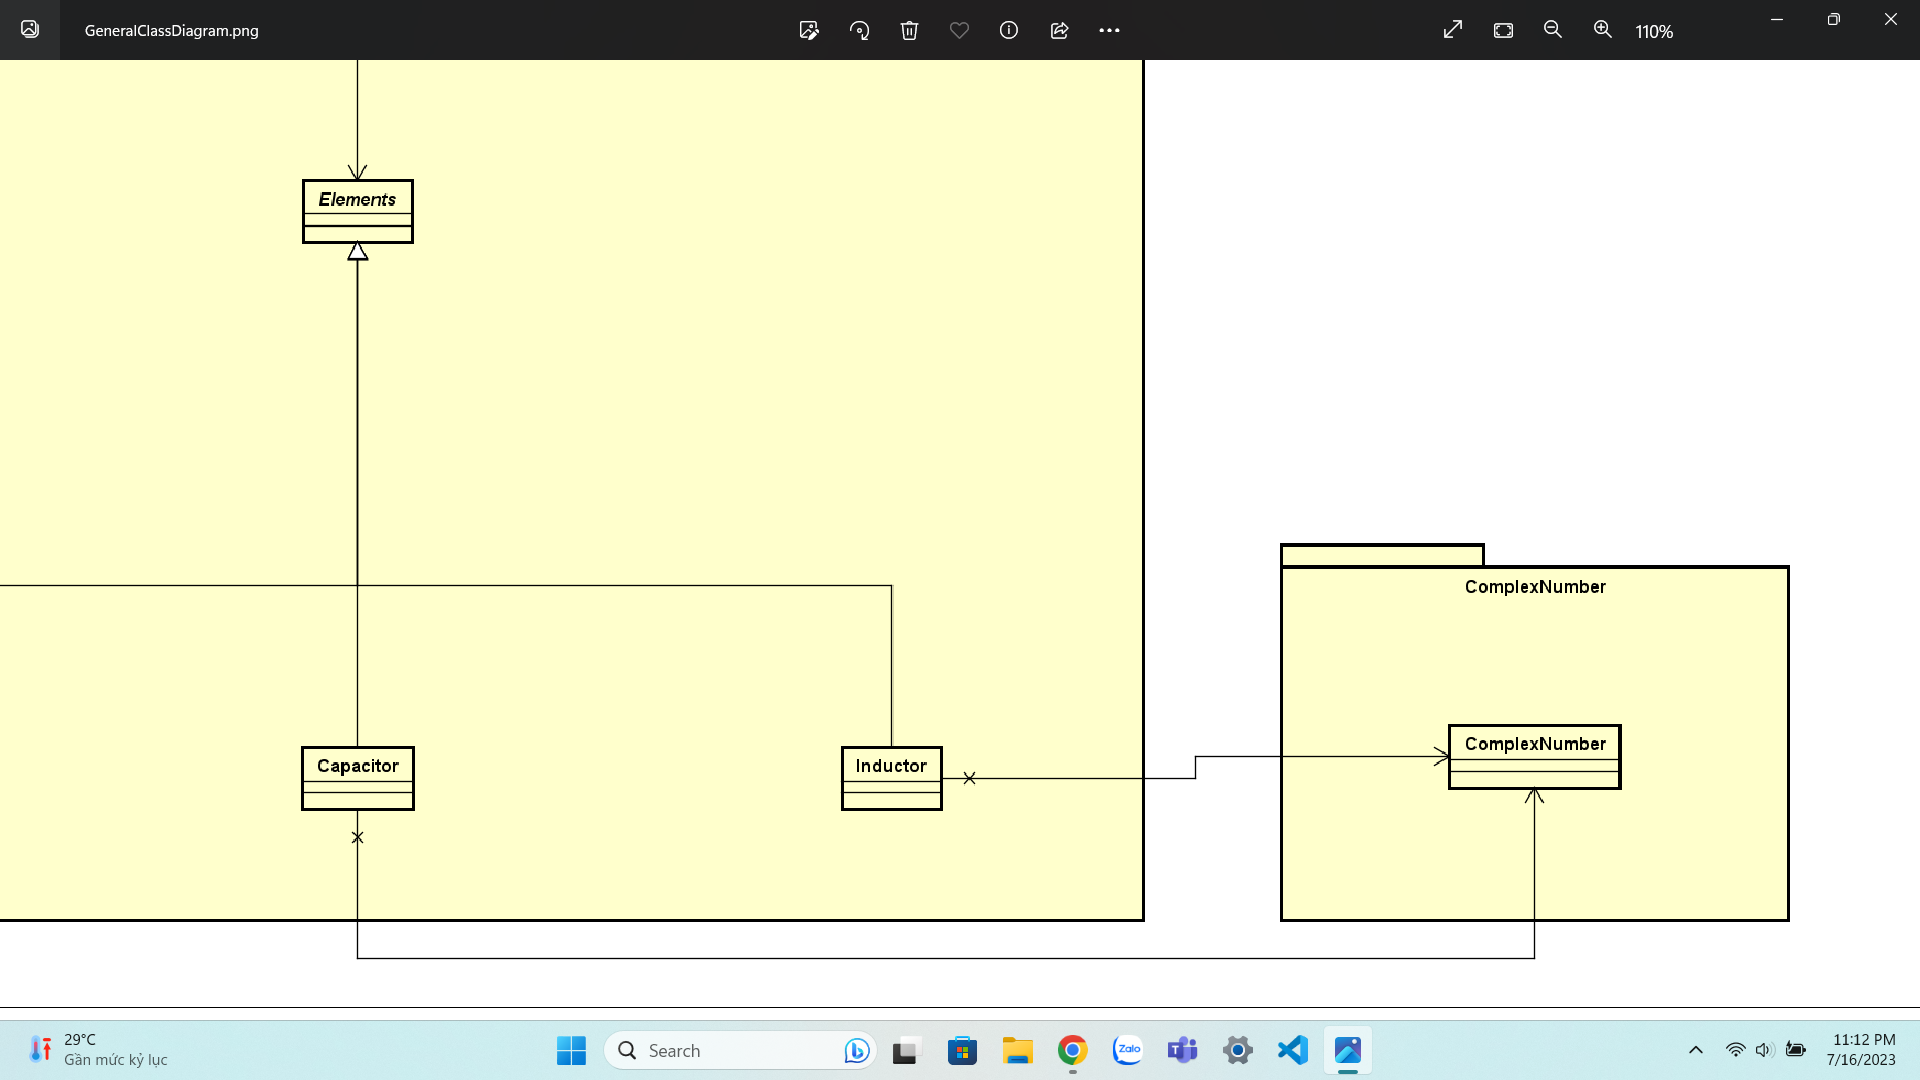 GeneralClassDiagram.png
110%
Elements
ComplexNumber
ComplexNumber
Capacitor
Inductor
29°C
Gần mức kỷ lục
Search
Zalo
11:12 PM
7/16/2023